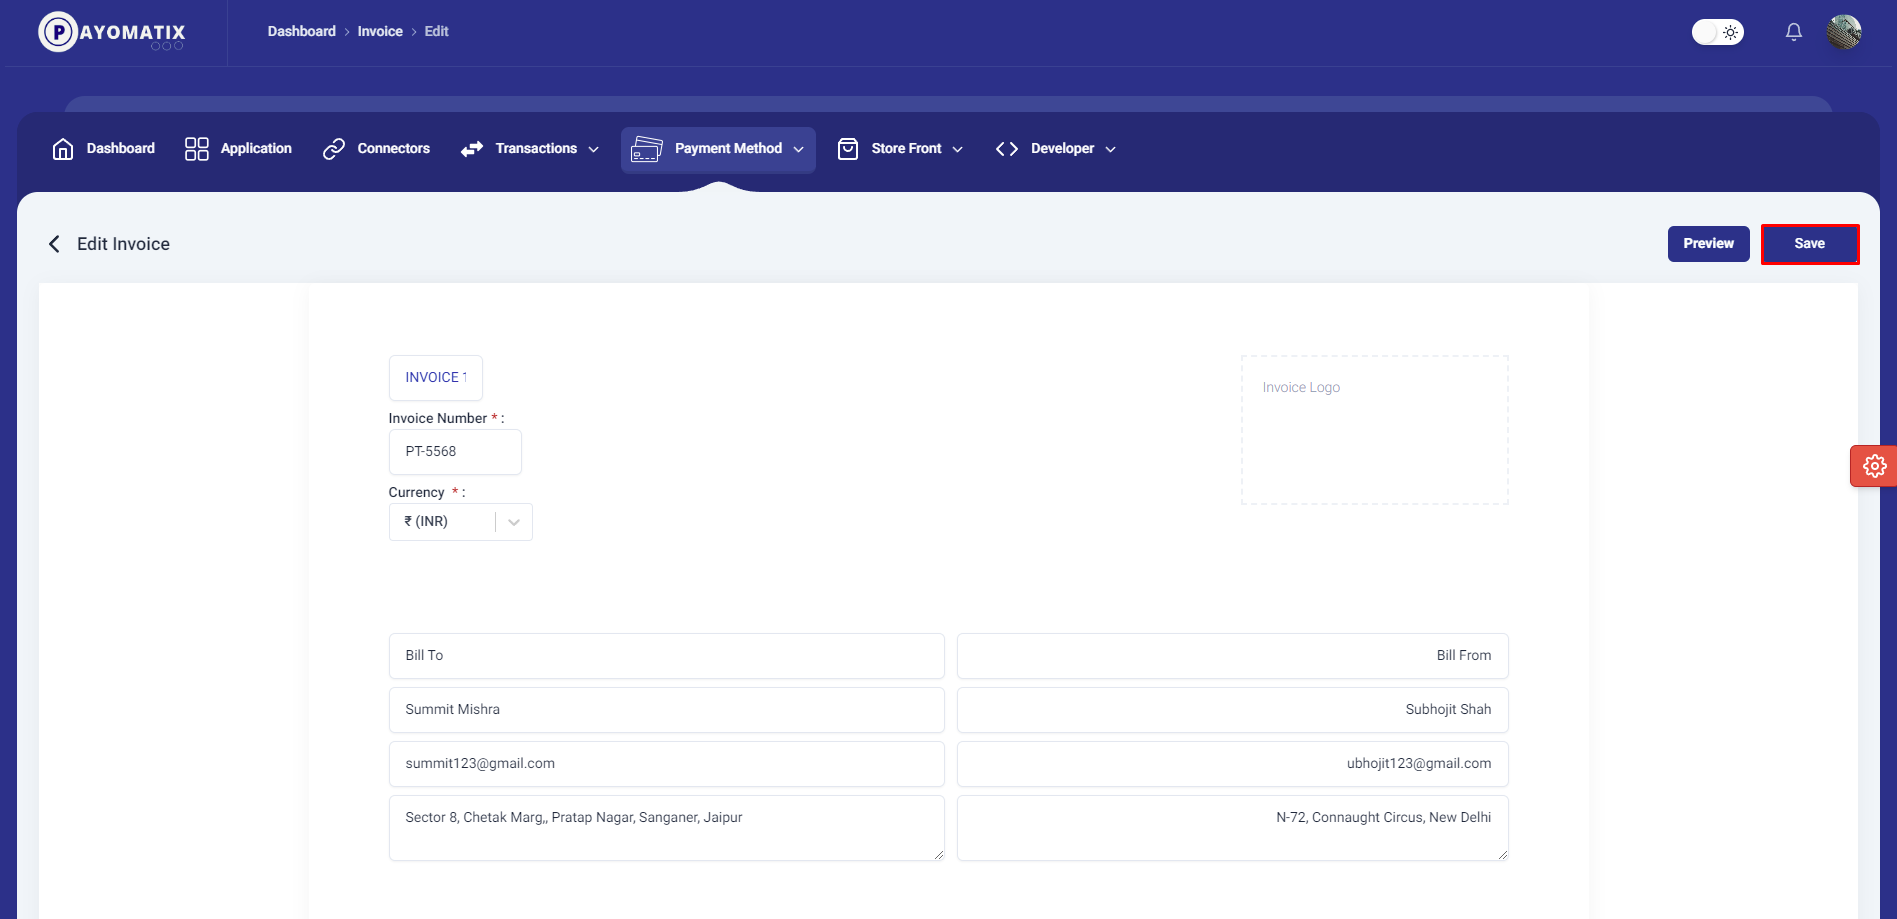 PAYOMATIX
Dashboard > Invoice > Edit
Dashboard Application Connectors Transactions Payment Method Store Front Developer
Edit Invoice
Preview Save
INVOICE 1
Invoice Logo
Invoice Number * :
PT-5568
Currency * :
₹ (INR)
Bill To Bill From
Summit Mishra Subhojit Shah
summit123@gmail.com ubhojit123@gmail.com
Sector 8, Chetak Marg,, Pratap Nagar, Sanganer, Jaipur N-72, Connaught Circus, New Delhi